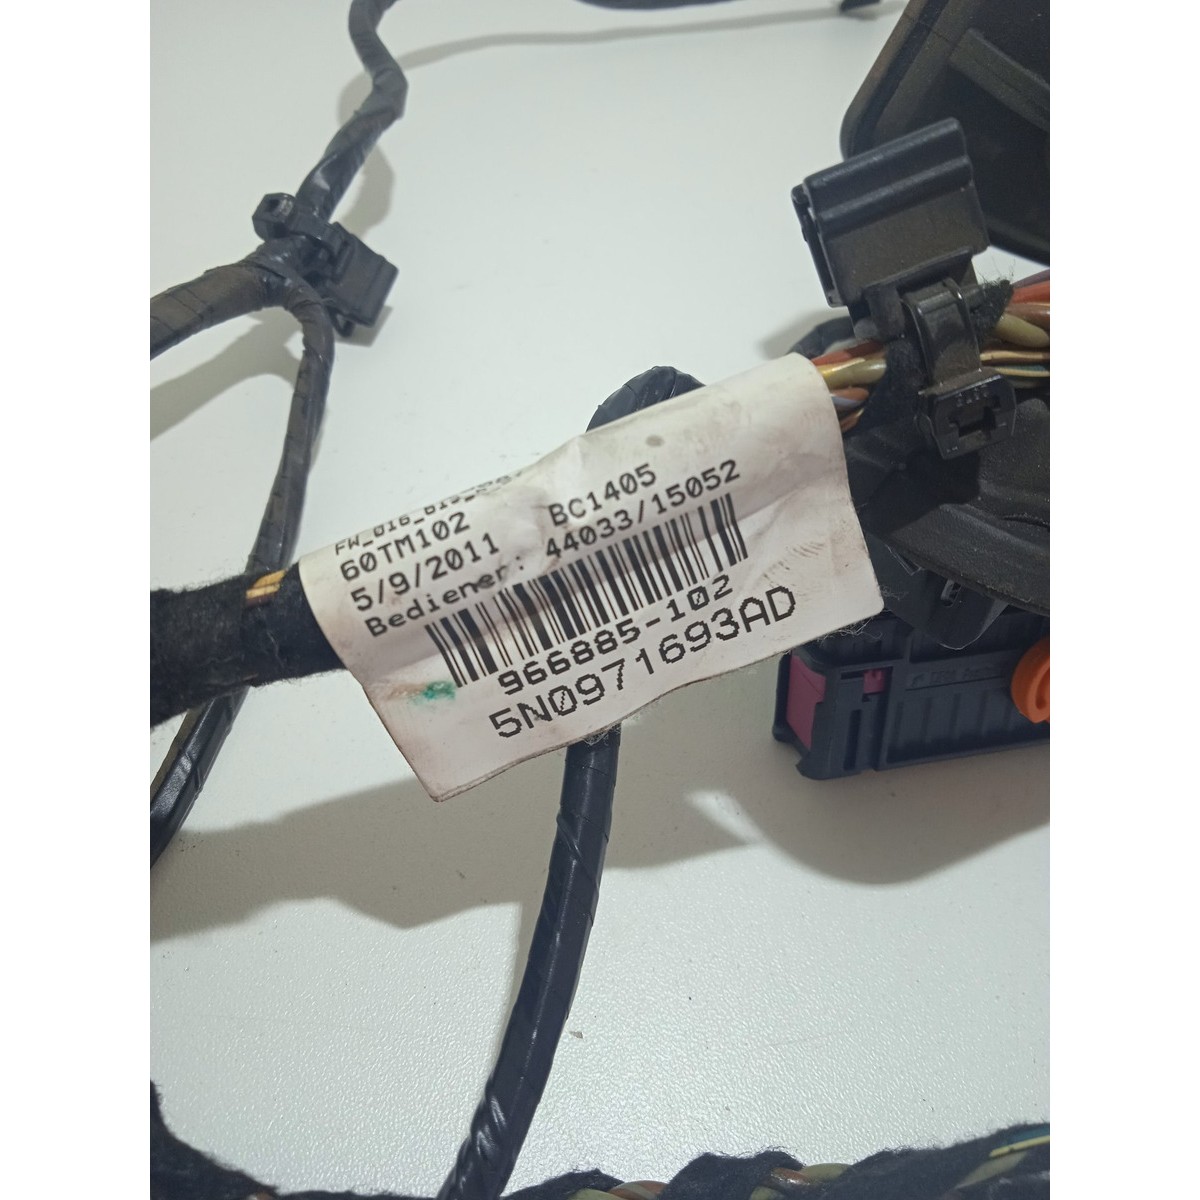 60TM102
5/9/2011 BC1405
Bediener: 44033/15052
966885-102
5N0971693AD